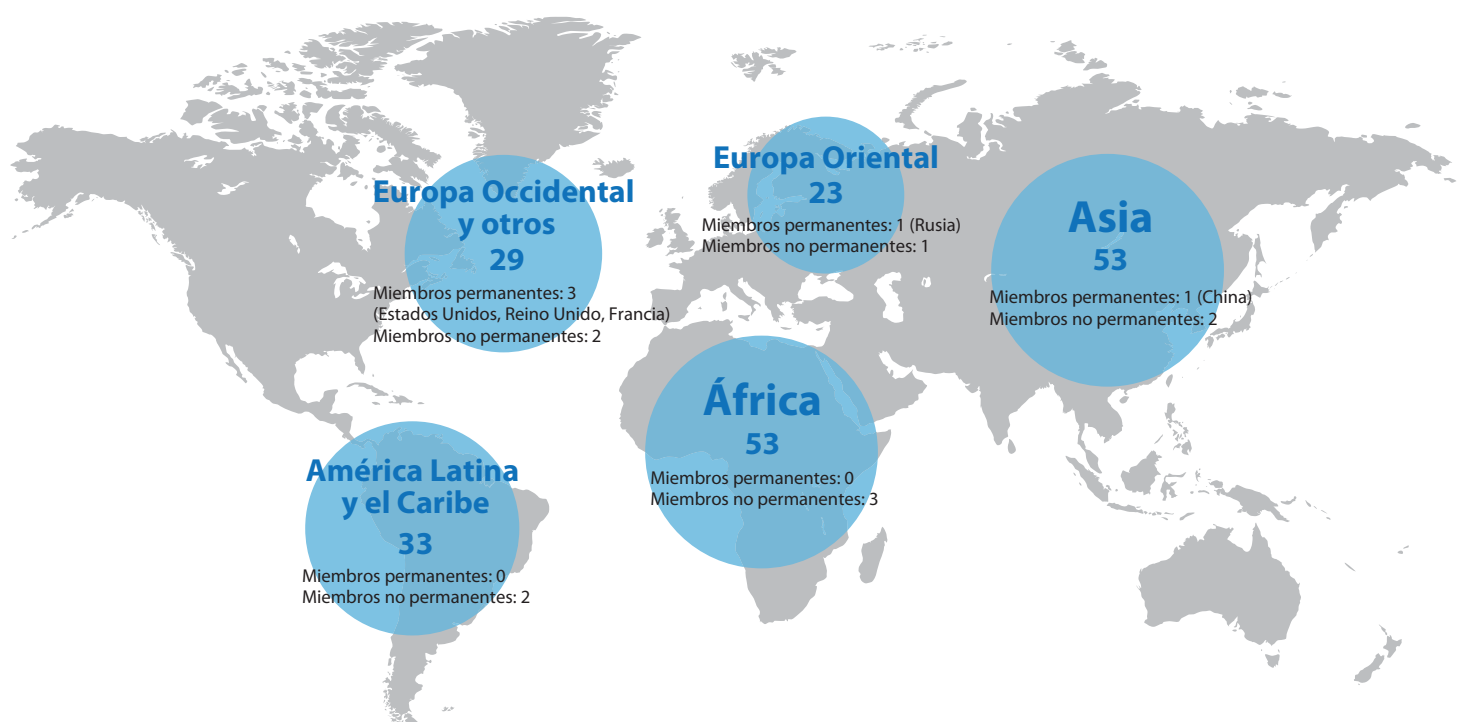 Europa Occidental
y otros
29
Miembros permanentes: 3
(Estados Unidos, Reino Unido, Francia)
Miembros no permanentes: 2
Europa Oriental
23
Miembros permanentes: 1 (Rusia)
Miembros no permanentes: 1
Asia
53
Miembros permanentes: 1 (China)
Miembros no permanentes: 2
África
53
Miembros permanentes: 0
Miembros no permanentes: 3
América Latina
y el Caribe
33
Miembros permanentes: 0
Miembros no permanentes: 2